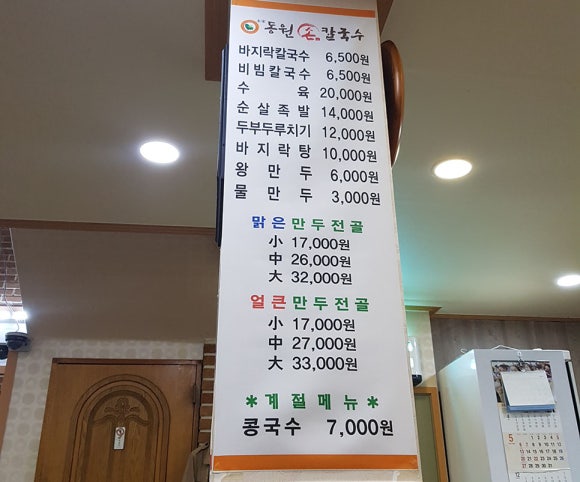 동원 손 칼국수
바지락칼국수 6,500원
비빔칼국수 6,500원
수육 20,000원
순살족발 14,000원
두부두루치기 12,000원
바지락탕 10,000원
왕만두 6,000원
물만두 3,000원
맑은만두전골
小 17,000원
中 26,000원
大 32,000원
얼큰만두전골
小 17,000원
中 27,000원
大 33,000원
*계절메뉴*
콩국수 7,000원
5